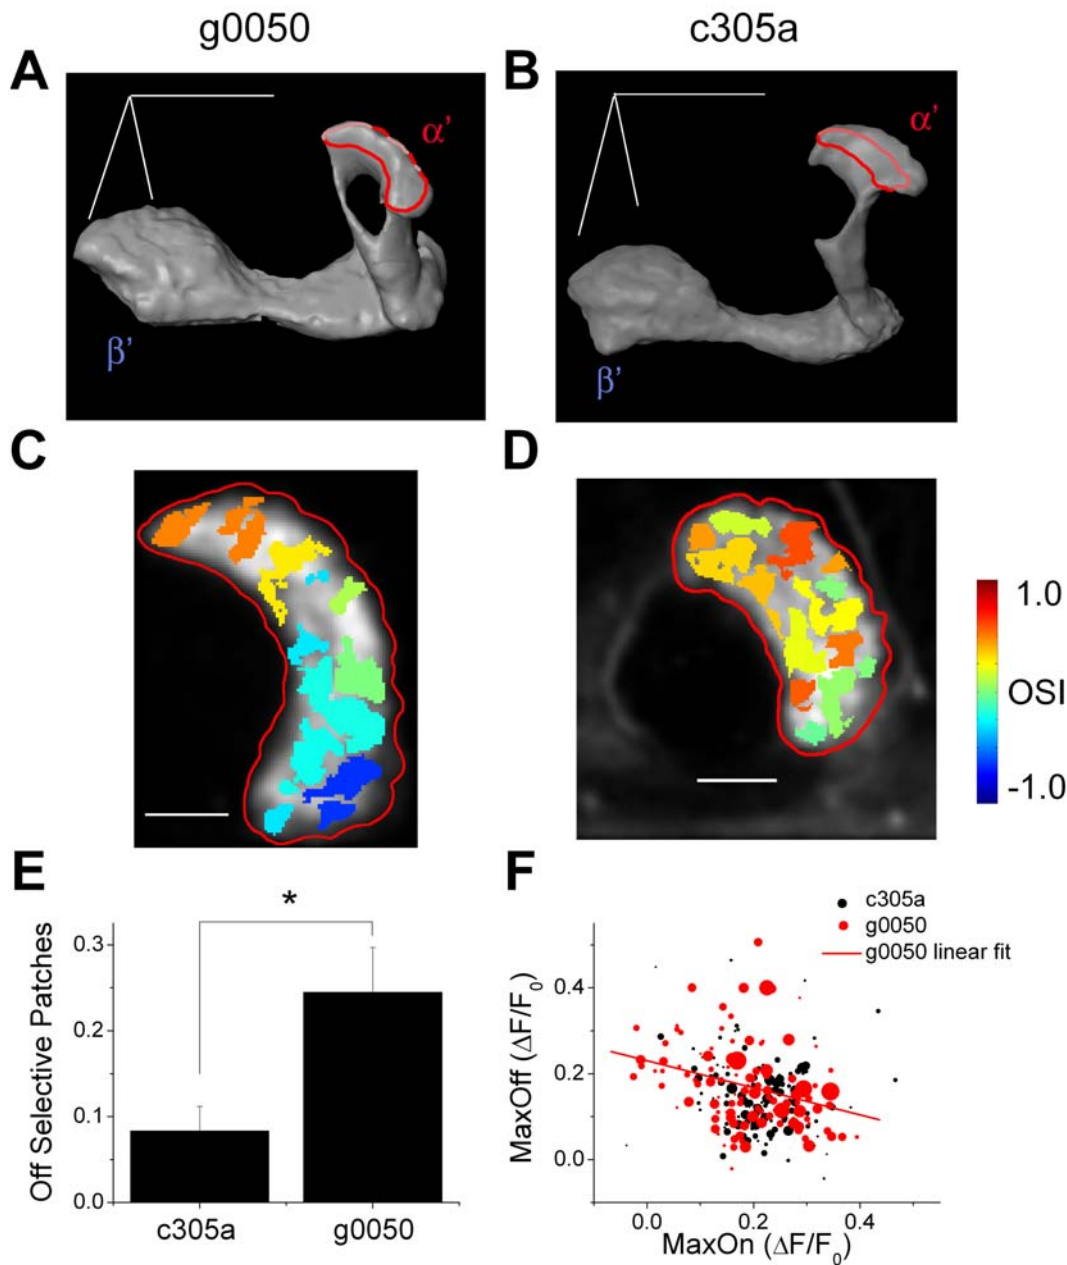 g0050
c305a
A
B
α'
α'
β'
β'
C
D
1.0
OSI
-1.0
E
F
*
Off Selective Patches
0.3
0.2
0.1
0.0
c305a
g0050
c305a
g0050
g0050 linear fit
MaxOff (ΔF/F₀)
0.4
0.2
0.0
0.0
0.2
0.4
MaxOn (ΔF/F₀)